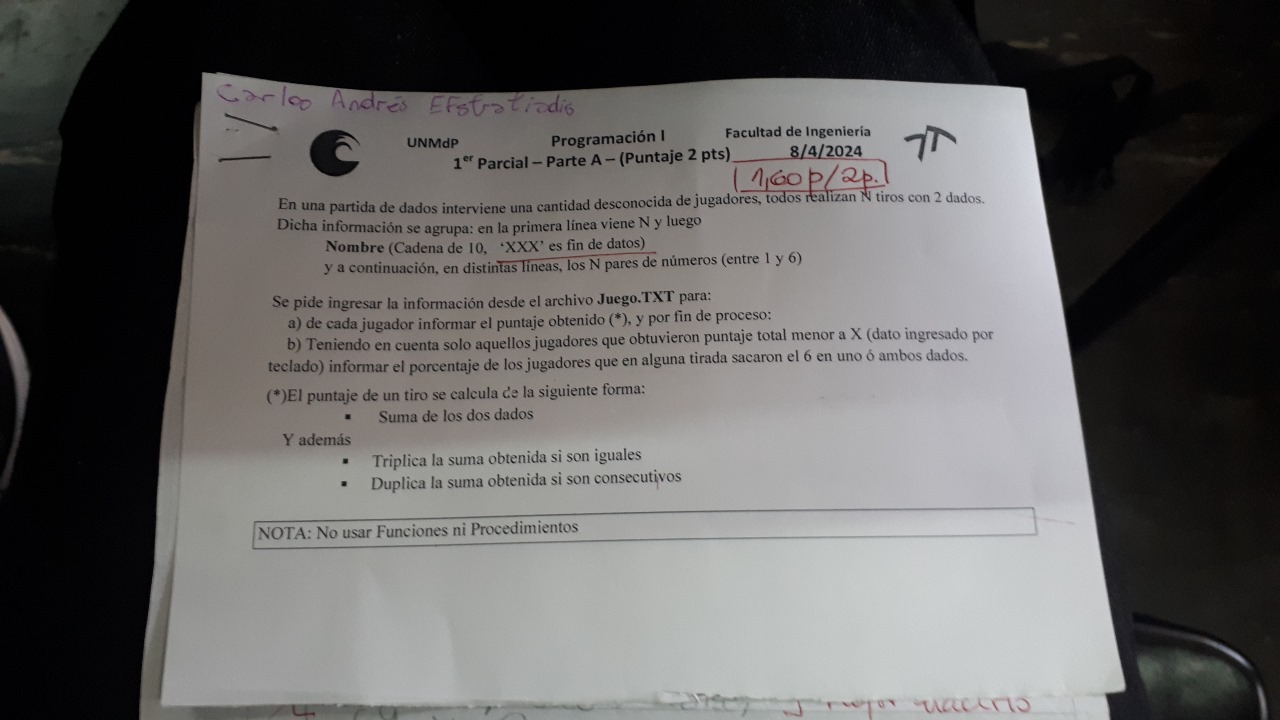 Carlos Andrés Efstratiadis
UNMdP Programación I Facultad de Ingeniería
1er Parcial – Parte A – (Puntaje 2 pts) 8/4/2024
1,60 p/2p.
En una partida de dados interviene una cantidad desconocida de jugadores, todos realizan N tiros con 2 dados.
Dicha información se agrupa: en la primera línea viene N y luego
Nombre (Cadena de 10, ‘XXX’ es fin de datos)
y a continuación, en distintas líneas, los N pares de números (entre 1 y 6)
Se pide ingresar la información desde el archivo Juego.TXT para:
a) de cada jugador informar el puntaje obtenido (*), y por fin de proceso:
b) Teniendo en cuenta solo aquellos jugadores que obtuvieron puntaje total menor a X (dato ingresado por
teclado) informar el porcentaje de los jugadores que en alguna tirada sacaron el 6 en uno ó ambos dados.
(*)El puntaje de un tiro se calcula de la siguiente forma:
▪ Suma de los dos dados
Y además
▪ Triplica la suma obtenida si son iguales
▪ Duplica la suma obtenida si son consecutivos
NOTA: No usar Funciones ni Procedimientos